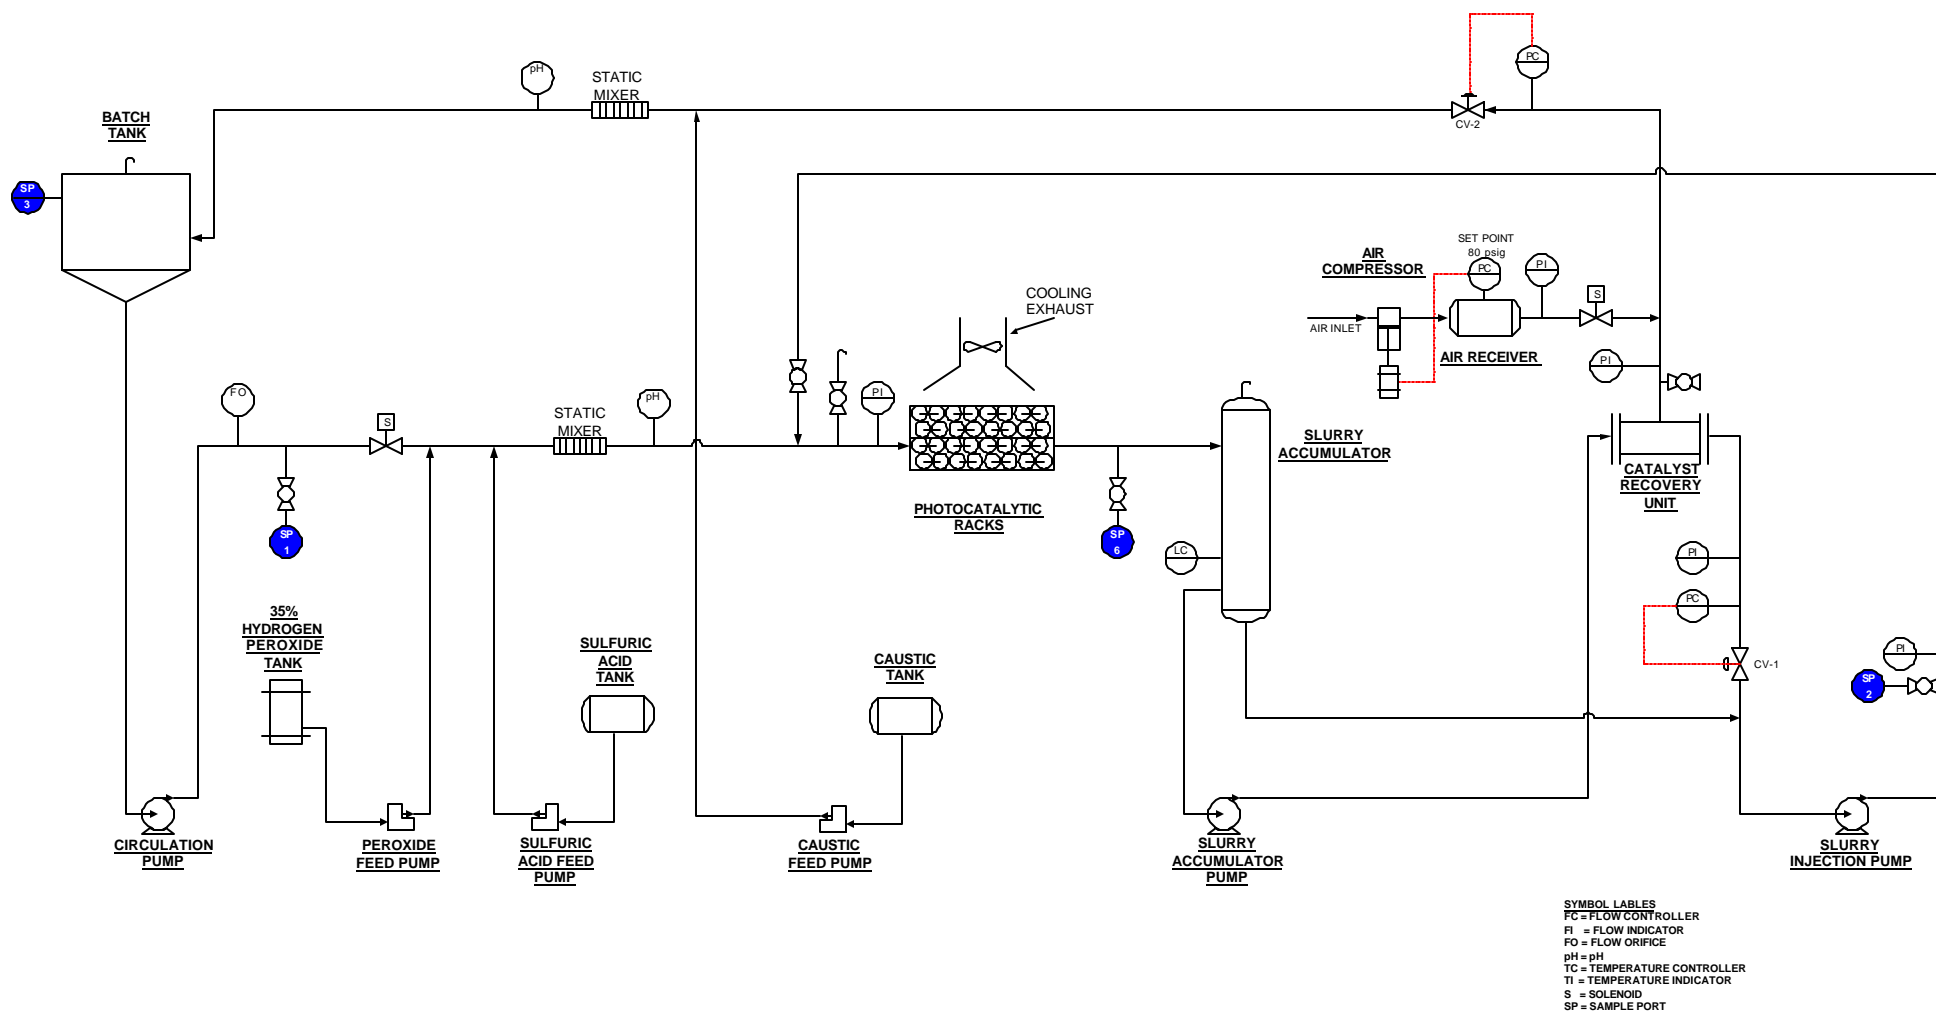 PC
pH
STATIC
MIXER
CV-2
BATCH
TANK
SP
3
SET POINT
80 psig
AIR
COMPRESSOR
PC
PI
S
COOLING
EXHAUST
AIR INLET
AIR RECEIVER
PI
FO
S
STATIC
MIXER
pH
PI
SLURRY
ACCUMULATOR
CATALYST
RECOVERY
UNIT
PHOTOCATALYTIC
RACKS
SP
1
SP
6
LC
PI
PC
CV-1
35%
HYDROGEN
PEROXIDE
TANK
SULFURIC
ACID
TANK
CAUSTIC
TANK
PI
SP
2
CIRCULATION
PUMP
PEROXIDE
FEED PUMP
SULFURIC
ACID FEED
PUMP
CAUSTIC
FEED PUMP
SLURRY
ACCUMULATOR
PUMP
SLURRY
INJECTION PUMP
SYMBOL LABLES
FC = FLOW CONTROLLER
FI = FLOW INDICATOR
FO = FLOW ORIFICE
pH = pH
TC = TEMPERATURE CONTROLLER
TI = TEMPERATURE INDICATOR
S = SOLENOID
SP = SAMPLE PORT